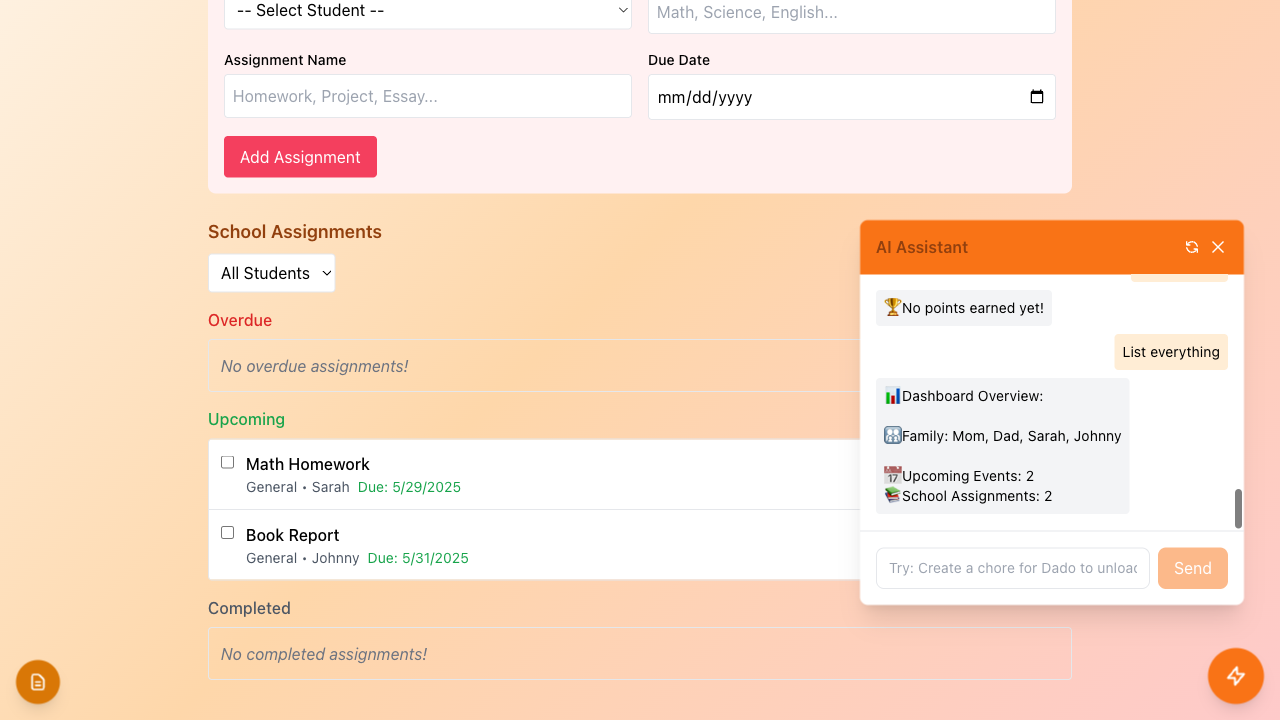 -- Select Student --
Math, Science, English...
Assignment Name
Due Date
Homework, Project, Essay...
mm/dd/yyyy
Add Assignment
School Assignments
All Students
Overdue
No overdue assignments!
Upcoming
Math Homework
General • Sarah Due: 5/29/2025
Book Report
General • Johnny Due: 5/31/2025
Completed
No completed assignments!
AI Assistant
🏆No points earned yet!
List everything
📊Dashboard Overview:
Family: Mom, Dad, Sarah, Johnny
📅Upcoming Events: 2
📚School Assignments: 2
Try: Create a chore for Dado to unload
Send